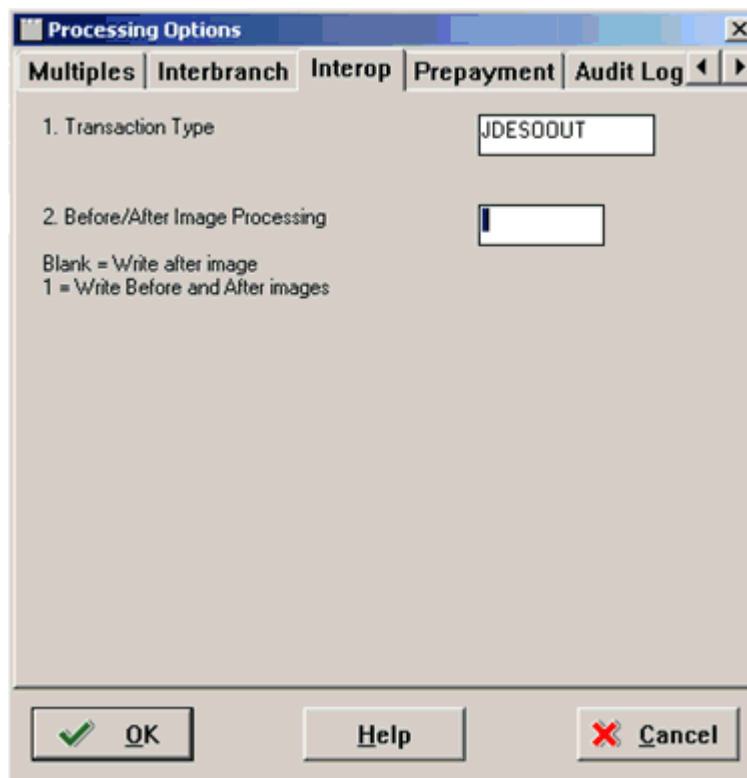 Processing Options
Multiples Interbranch Interop Prepayment Audit Log
1. Transaction Type JDESOOUT
2. Before/After Image Processing
Blank = Write after image
1 = Write Before and After images
OK Help Cancel